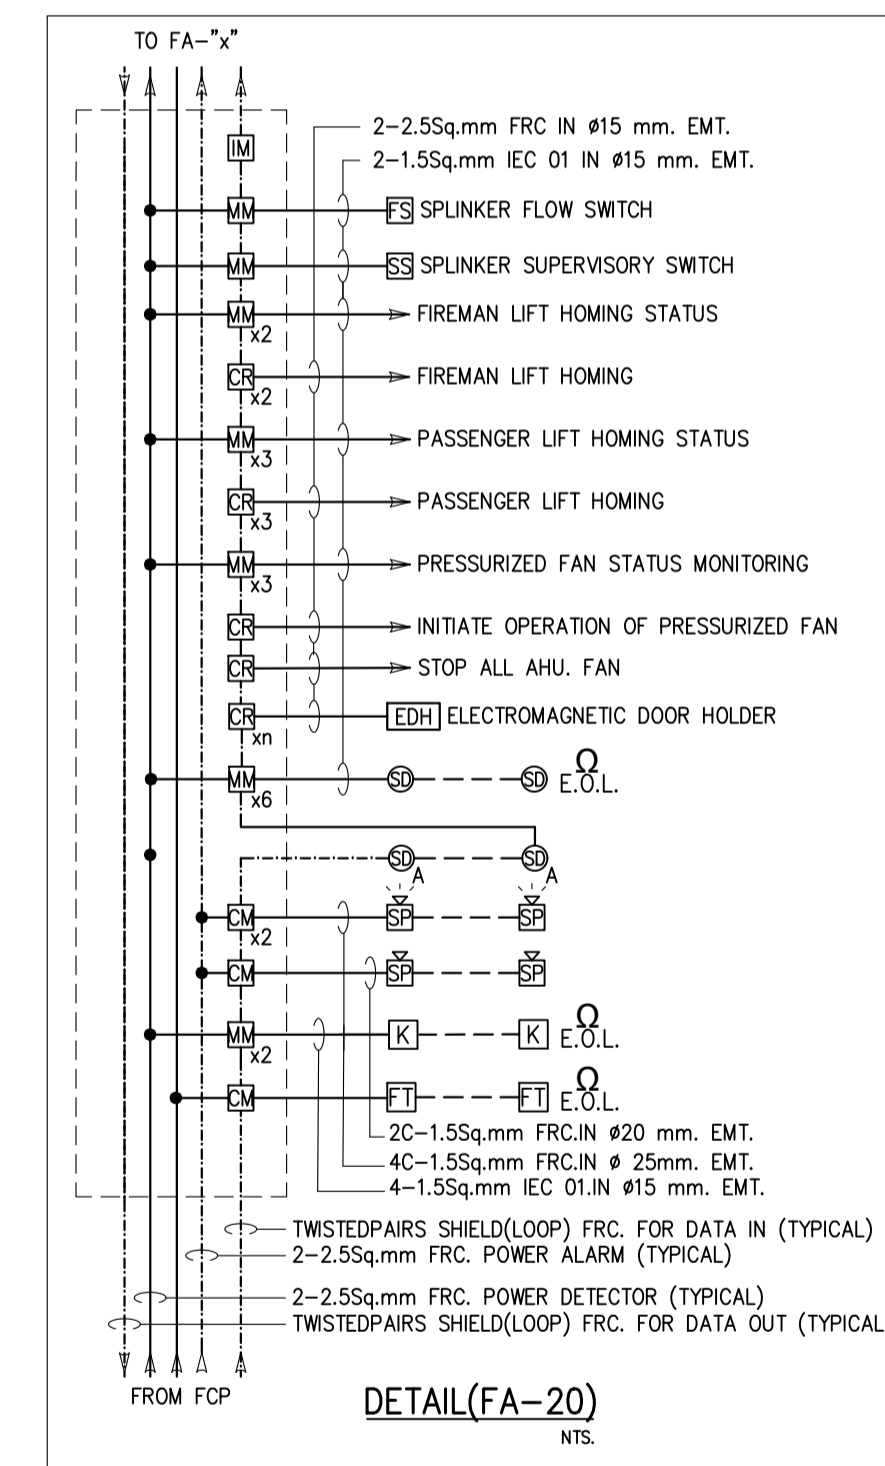 TO FA-"x"
2-2.5Sq.mm FRC IN ø15 mm. EMT.
2-1.5Sq.mm IEC 01 IN ø15 mm. EMT.
IM
MM FS SPLINKER FLOW SWITCH
MM SS SPLINKER SUPERVISORY SWITCH
MM x2 FIREMAN LIFT HOMING STATUS
CR x2 FIREMAN LIFT HOMING
MM x3 PASSENGER LIFT HOMING STATUS
CR x3 PASSENGER LIFT HOMING
MM x3 PRESSURIZED FAN STATUS MONITORING
CR INITIATE OPERATION OF PRESSURIZED FAN
CR STOP ALL AHU. FAN
CR xn EDH ELECTROMAGNETIC DOOR HOLDER
MM x6 SD SD Ω E.O.L.
SD A SD A
CM x2 SP SP
CM SP SP
MM x2 K K Ω E.O.L.
CM FT FT Ω E.O.L.
2C-1.5Sq.mm FRC.IN ø20 mm. EMT.
4C-1.5Sq.mm FRC.IN ø 25mm. EMT.
4-1.5Sq.mm IEC 01.IN ø15 mm. EMT.
TWISTEDPAIRS SHIELD(LOOP) FRC. FOR DATA IN (TYPICAL)
2-2.5Sq.mm FRC. POWER ALARM (TYPICAL)
2-2.5Sq.mm FRC. POWER DETECTOR (TYPICAL)
TWISTEDPAIRS SHIELD(LOOP) FRC. FOR DATA OUT (TYPICAL
FROM FCP
DETAIL(FA-20)
NTS.